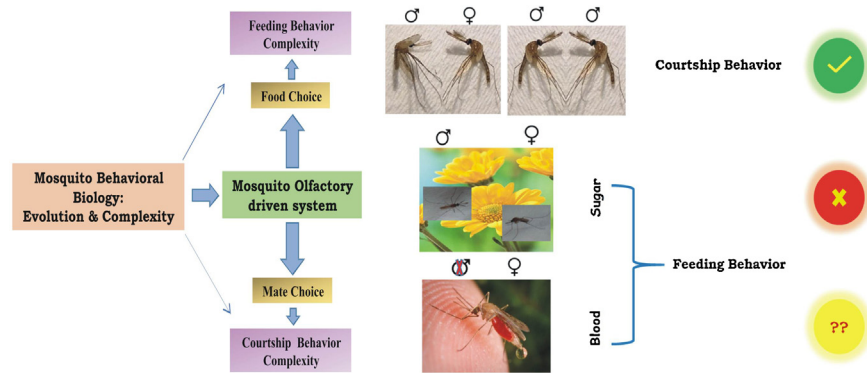 Feeding Behavior
Complexity
Food Choice
Mosquito Behavioral
Biology:
Evolution & Complexity
Mosquito Olfactory
driven system
Mate Choice
Courtship Behavior
Complexity
♂ ♀ ♂ ♂
Courtship Behavior
♂ ♀
Sugar
♂ ♀
Blood
Feeding Behavior
??